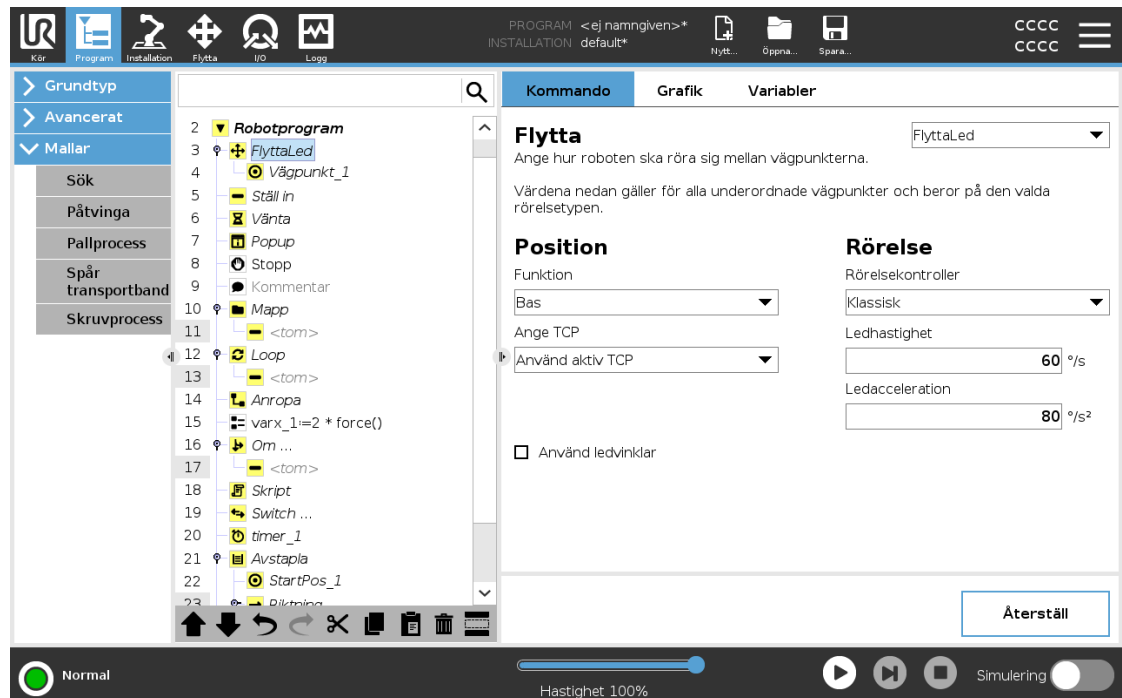 PROGRAM <ej namngiven>*
INSTALLATION default*
CCCC
CCCC
Kör
Program
Installation
Flytta
I/O
Logg
Nytt...
Öppna...
Spara...
Grundtyp
Avancerat
Mallar
Sök
Påtvinga
Pallprocess
Spår
transportband
Skruvprocess
2 Robotprogram
3 FlyttaLed
4 Vägpunkt_1
5 Ställ in
6 Vänta
7 Popup
8 Stopp
9 Kommentar
10 Mapp
11 <tom>
12 Loop
13 <tom>
14 Anropa
15 varx_1:=2 * force()
16 Om ...
17 <tom>
18 Skript
19 Switch ...
20 timer_1
21 Avstapla
22 StartPos_1
23 Riktning
Kommando
Grafik
Variabler
Flytta
FlyttaLed
Ange hur roboten ska röra sig mellan vägpunkterna.
Värdena nedan gäller för alla underordnade vägpunkter och beror på den valda
rörelsetypen.
Position
Funktion
Bas
Ange TCP
Använd aktiv TCP
Använd ledvinklar
Rörelse
Rörelsekontroller
Klassisk
Ledhastighet
60 °/s
Ledacceleration
80 °/s²
Återställ
Normal
Hastighet 100%
Simulering